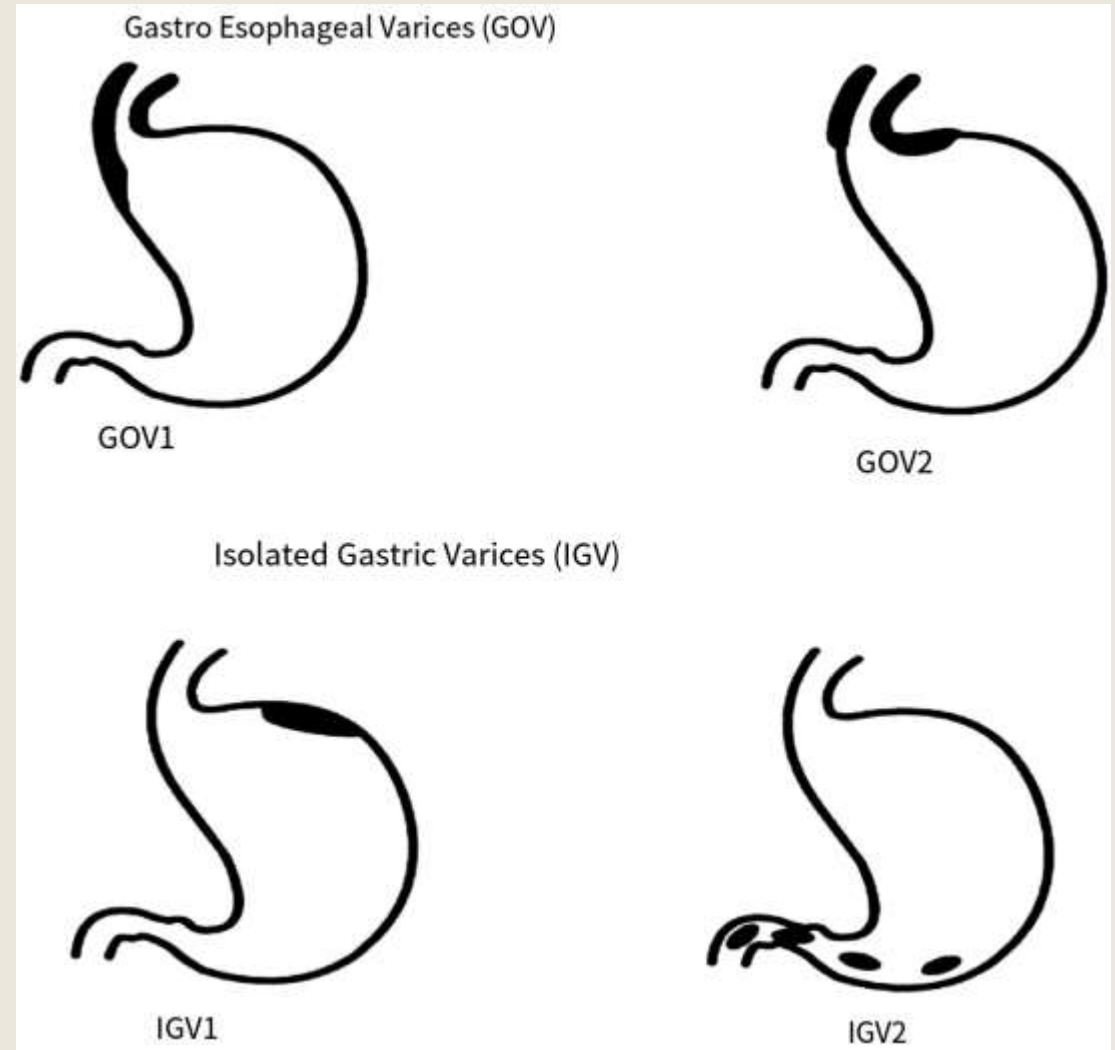 Gastro Esophageal Varices (GOV)
GOV1
GOV2
Isolated Gastric Varices (IGV)
IGV1
IGV2